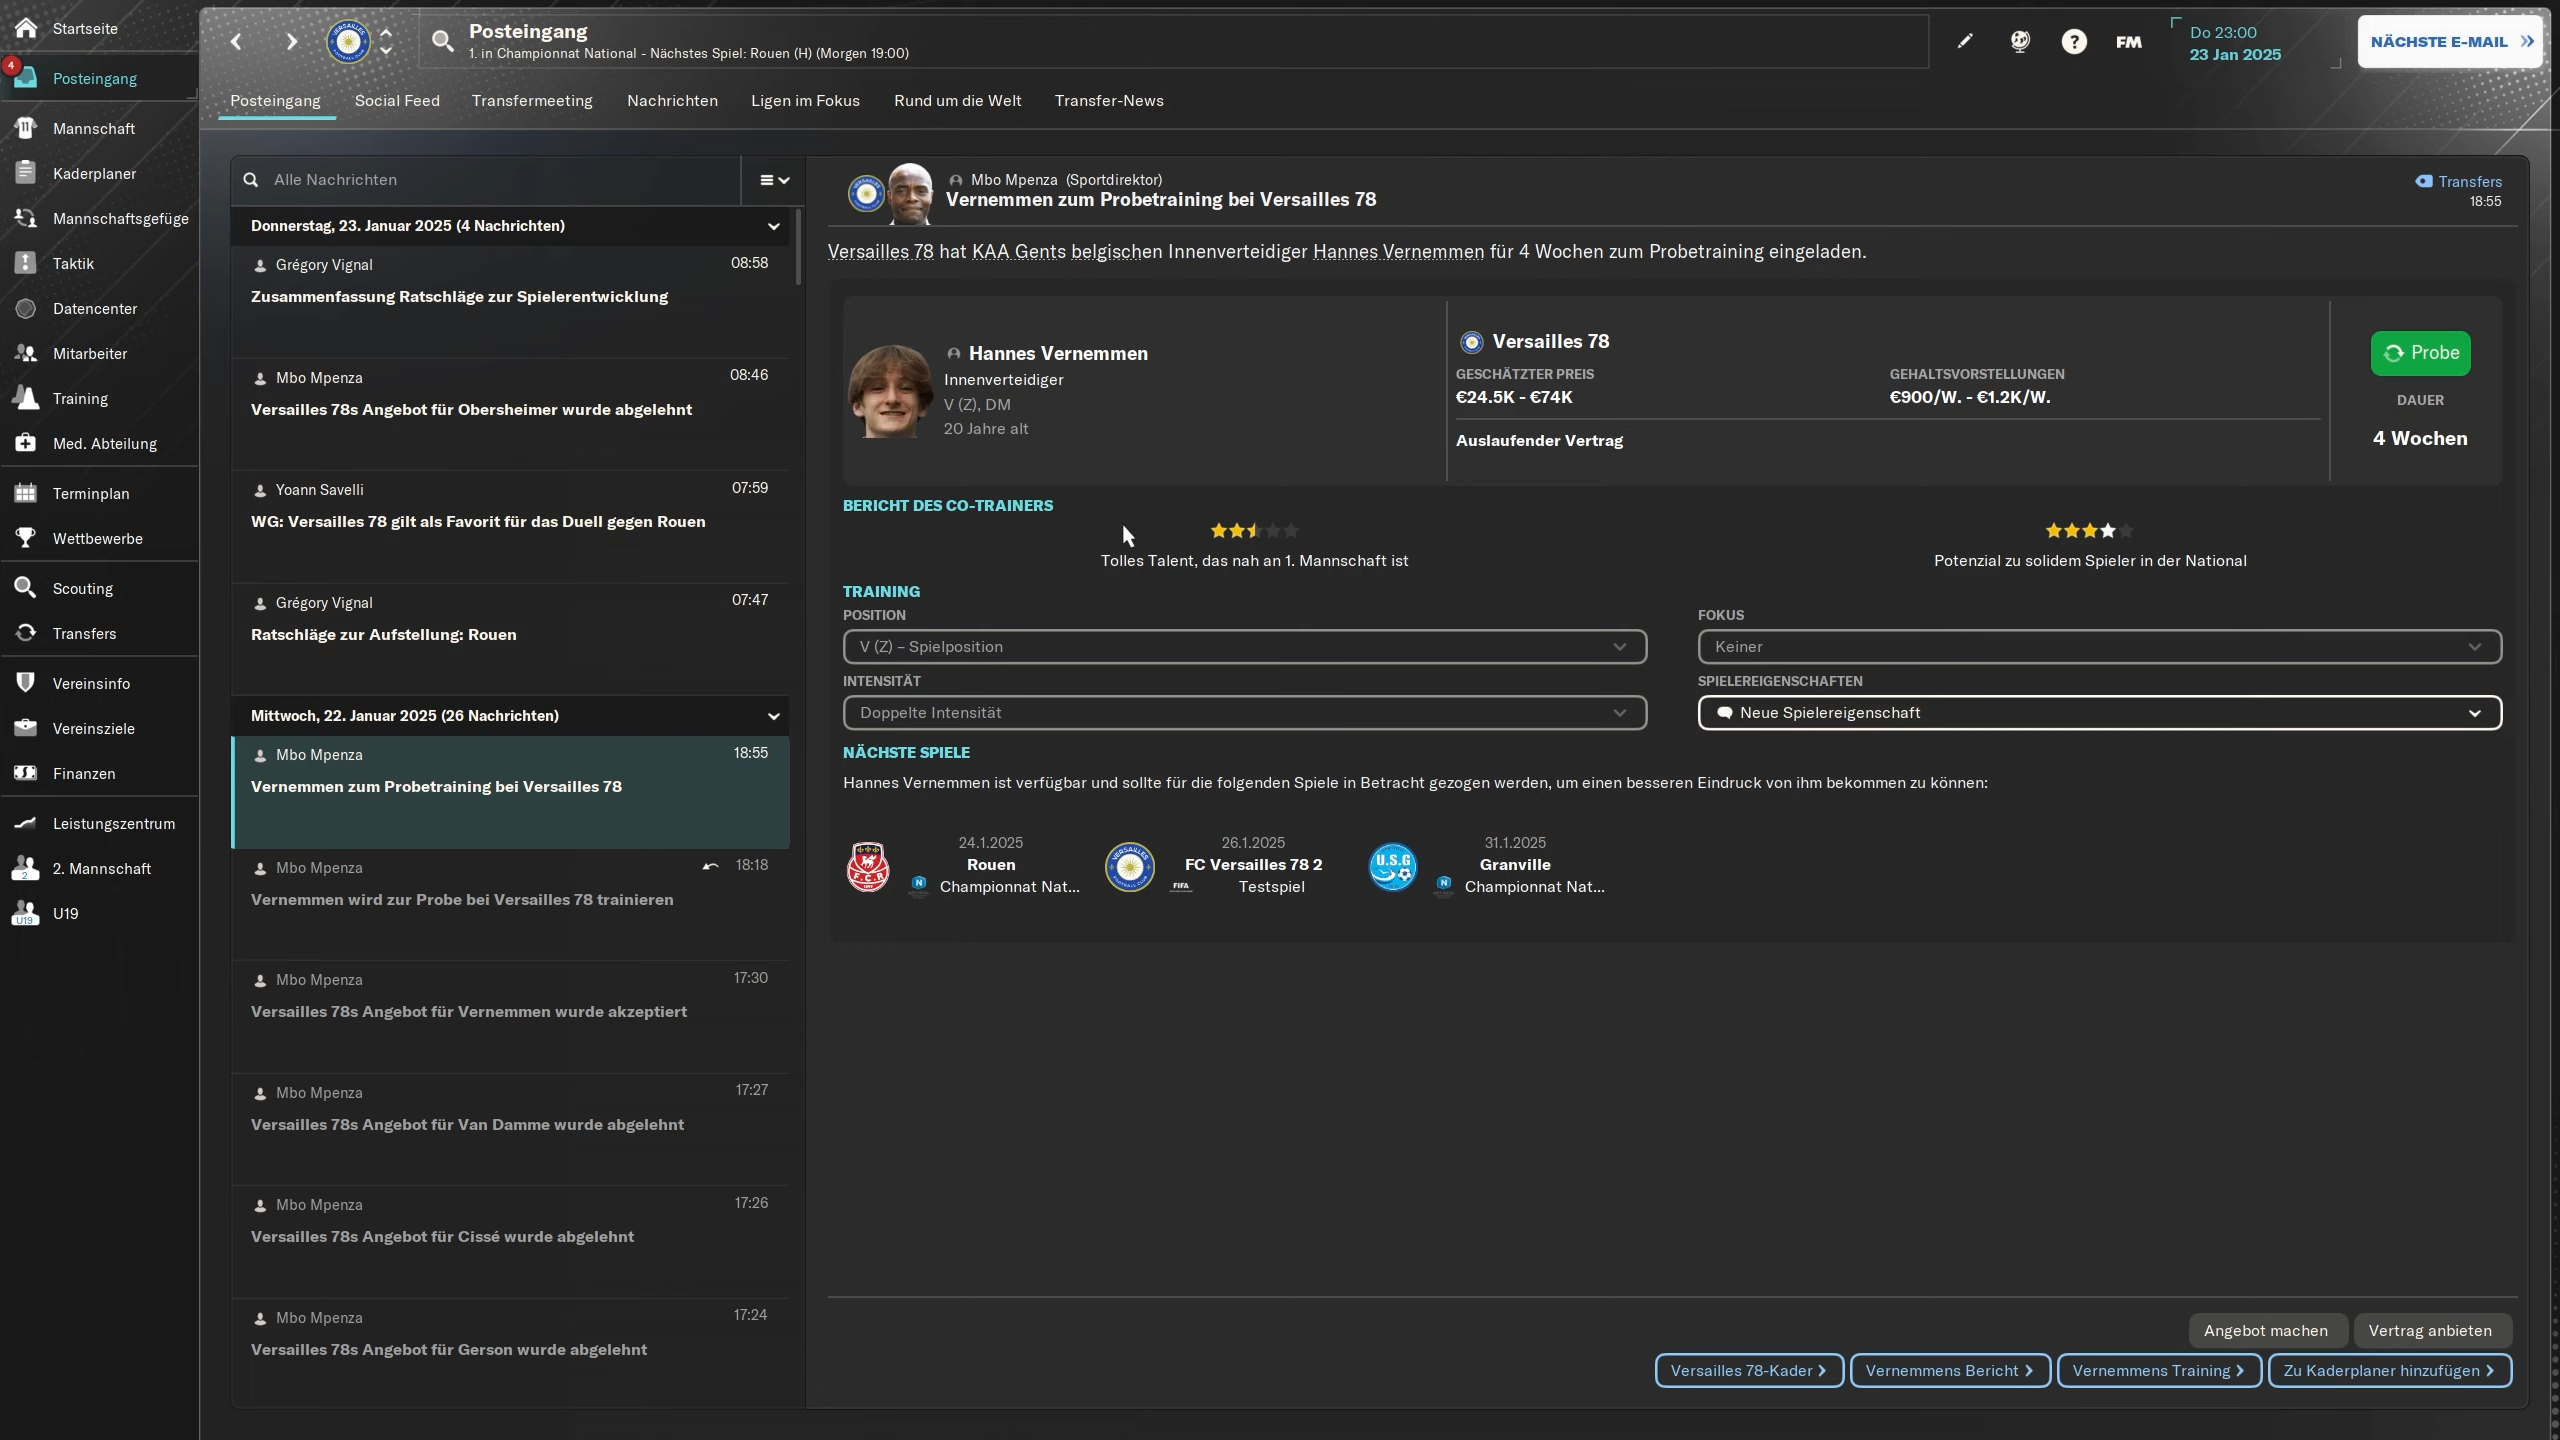 Startseite
4
Posteingang
Mannschaft
Kaderplaner
Mannschaftsgefüge
Taktik
Datencenter
Mitarbeiter
Training
Med. Abteilung
Terminplan
Wettbewerbe
Scouting
Transfers
Vereinsinfo
Vereinsziele
Finanzen
Leistungszentrum
2. Mannschaft
U19
Posteingang
1. in Championnat National - Nächstes Spiel: Rouen (H) (Morgen 19:00)
FM
Do 23:00
23 Jan 2025
NÄCHSTE E-MAIL
Posteingang Social Feed Transfermeeting Nachrichten Ligen im Fokus Rund um die Welt Transfer-News
Alle Nachrichten
Donnerstag, 23. Januar 2025 (4 Nachrichten)
Grégory Vignal 08:58
Zusammenfassung Ratschläge zur Spielerentwicklung
Mbo Mpenza 08:46
Versailles 78s Angebot für Obersheimer wurde abgelehnt
Yoann Savelli 07:59
WG: Versailles 78 gilt als Favorit für das Duell gegen Rouen
Grégory Vignal 07:47
Ratschläge zur Aufstellung: Rouen
Mittwoch, 22. Januar 2025 (26 Nachrichten)
Mbo Mpenza 18:55
Vernemmen zum Probetraining bei Versailles 78
Mbo Mpenza 18:18
Vernemmen wird zur Probe bei Versailles 78 trainieren
Mbo Mpenza 17:30
Versailles 78s Angebot für Vernemmen wurde akzeptiert
Mbo Mpenza 17:27
Versailles 78s Angebot für Van Damme wurde abgelehnt
Mbo Mpenza 17:26
Versailles 78s Angebot für Cissé wurde abgelehnt
Mbo Mpenza 17:24
Versailles 78s Angebot für Gerson wurde abgelehnt
Mbo Mpenza (Sportdirektor)
Vernemmen zum Probetraining bei Versailles 78
Transfers
18:55
Versailles 78 hat KAA Gents belgischen Innenverteidiger Hannes Vernemmen für 4 Wochen zum Probetraining eingeladen.
Hannes Vernemmen
Innenverteidiger
V (Z), DM
20 Jahre alt
Versailles 78
GESCHÄTZTER PREIS GEHALTSVORSTELLUNGEN
€24.5K - €74K €900/W. - €1.2K/W.
Auslaufender Vertrag
Probe
DAUER
4 Wochen
BERICHT DES CO-TRAINERS
Tolles Talent, das nah an 1. Mannschaft ist Potenzial zu solidem Spieler in der National
TRAINING
POSITION FOKUS
V (Z) – Spielposition Keiner
INTENSITÄT SPIELEREIGENSCHAFTEN
Doppelte Intensität Neue Spielereigenschaft
NÄCHSTE SPIELE
Hannes Vernemmen ist verfügbar und sollte für die folgenden Spiele in Betracht gezogen werden, um einen besseren Eindruck von ihm bekommen zu können:
24.1.2025 26.1.2025 31.1.2025
Rouen FC Versailles 78 2 Granville
Championnat Nat... FIFA Testspiel Championnat Nat...
Angebot machen Vertrag anbieten
Versailles 78-Kader Vernemmens Bericht Vernemmens Training Zu Kaderplaner hinzufügen